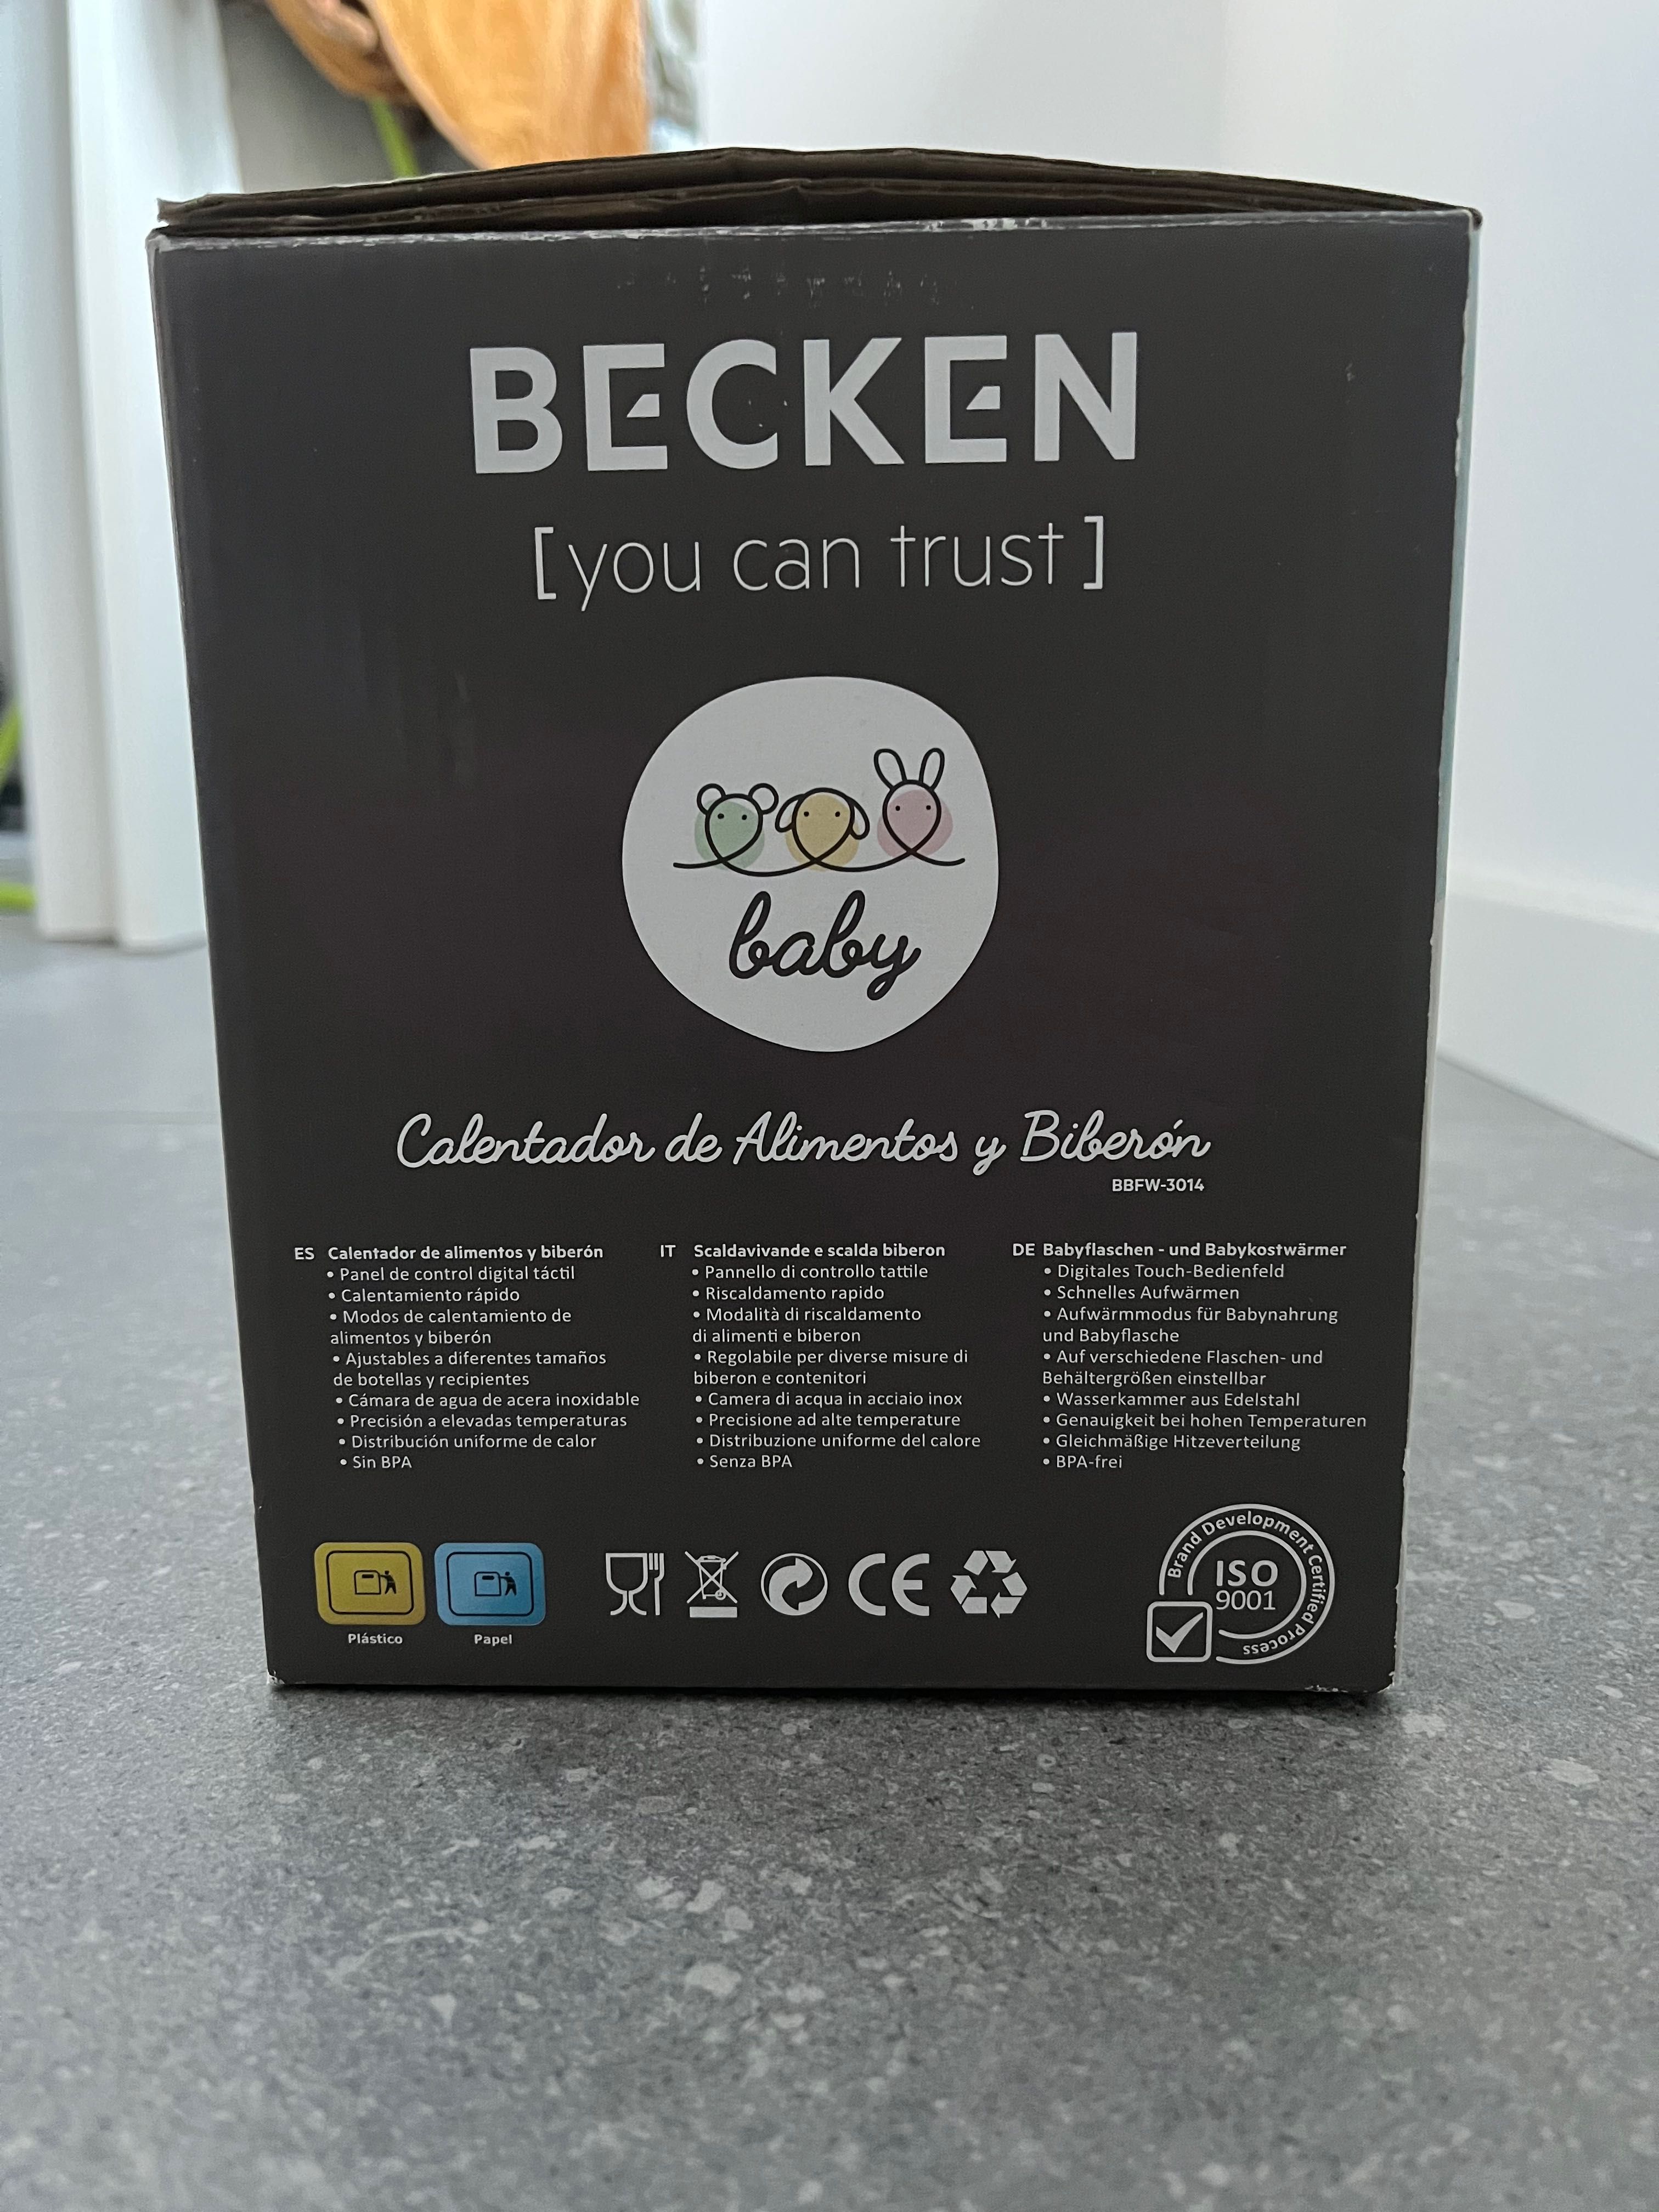 BECKEN
[you can trust]
baby
Calentador de Alimentos y Biberón
BBFW-3014
ES Calentador de alimentos y biberón
• Panel de control digital táctil
• Calentamiento rápido
• Modos de calentamiento de
alimentos y biberón
• Ajustables a diferentes tamaños
de botellas y recipientes
• Cámara de agua de acera inoxidable
• Precisión a elevadas temperaturas
• Distribución uniforme de calor
• Sin BPA
IT Scaldavivande e scalda biberon
• Pannello di controllo tattile
• Riscaldamento rapido
• Modalità di riscaldamento
di alimenti e biberon
• Regolabile per diverse misure di
biberon e contenitori
• Camera di acqua in acciaio inox
• Precisione ad alte temperature
• Distribuzione uniforme del calore
• Senza BPA
DE Babyflaschen - und Babykostwärmer
• Digitales Touch-Bedienfeld
• Schnelles Aufwärmen
• Aufwärmmodus für Babynahrung
und Babyflasche
• Auf verschiedene Flaschen- und
Behältergrößen einstellbar
• Wasserkammer aus Edelstahl
• Genauigkeit bei hohen Temperaturen
• Gleichmäßige Hitzeverteilung
• BPA-frei
Plástico
Papel
CE
Brand Development Certified Process
ISO
9001